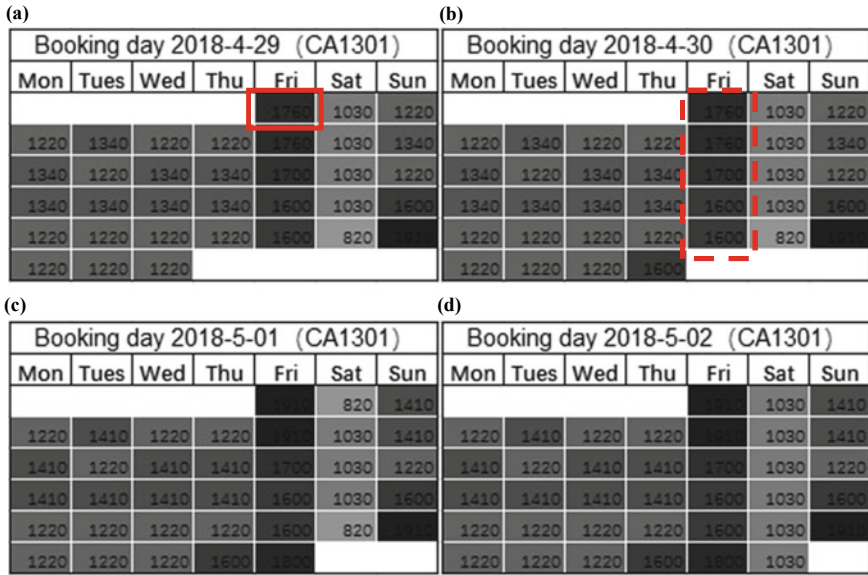 (a)
Booking day 2018-4-29 (CA1301)
Mon Tues Wed Thu Fri Sat Sun
1760 1030 1220
1220 1340 1220 1220 1760 1030 1340
1340 1220 1340 1340 1700 1030 1220
1340 1340 1340 1340 1600 1030 1600
1220 1220 1220 1220 1600 820 1910
1220 1220 1220
(b)
Booking day 2018-4-30 (CA1301)
Mon Tues Wed Thu Fri Sat Sun
1760 1030 1220
1220 1340 1220 1220 1760 1030 1340
1340 1220 1340 1340 1700 1030 1220
1340 1340 1340 1340 1600 1030 1600
1220 1220 1220 1220 1600 820 1910
1220 1220 1220 1600
(c)
Booking day 2018-5-01 (CA1301)
Mon Tues Wed Thu Fri Sat Sun
1910 820 1410
1220 1410 1220 1220 1910 1030 1410
1410 1220 1410 1410 1700 1030 1220
1410 1410 1410 1410 1600 1030 1600
1220 1220 1220 1220 1600 820 1910
1220 1220 1220 1600 1800
(d)
Booking day 2018-5-02 (CA1301)
Mon Tues Wed Thu Fri Sat Sun
1910 1030 1410
1220 1410 1220 1220 1910 1030 1410
1410 1220 1410 1410 1700 1030 1220
1410 1410 1410 1410 1600 1030 1600
1220 1220 1220 1220 1600 1030 1910
1220 1220 1220 1600 1800 1030